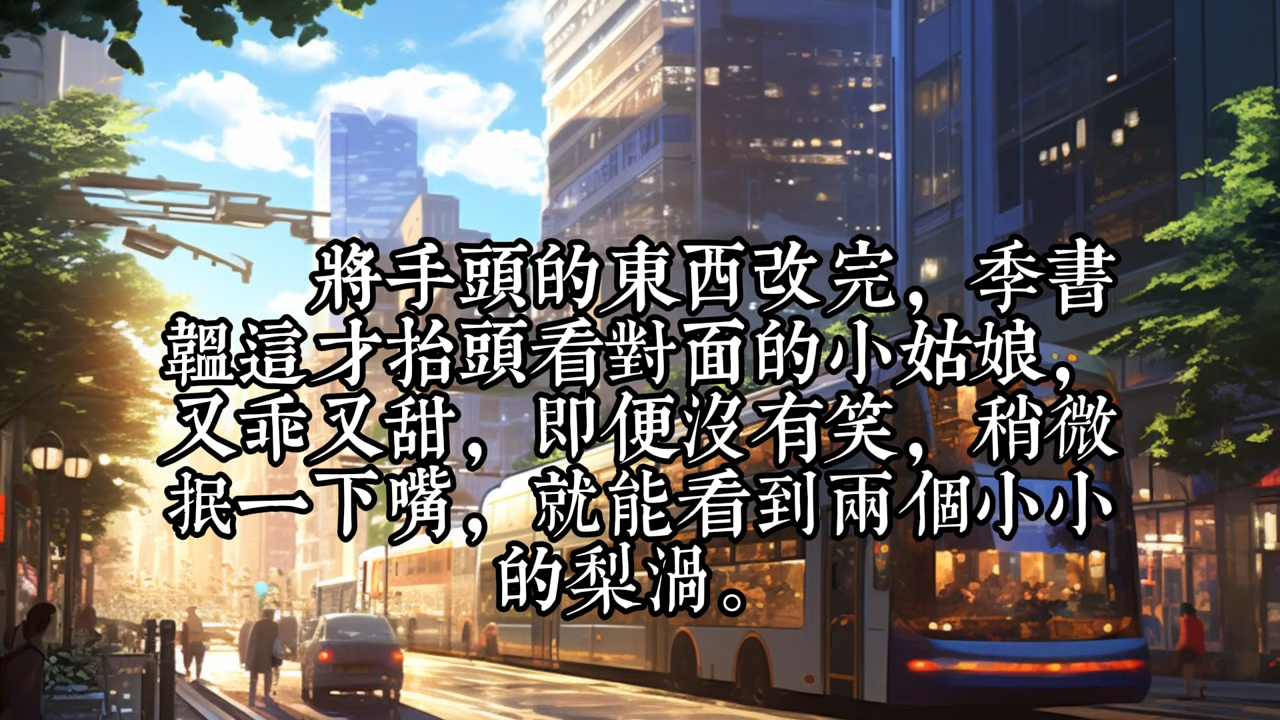 將手頭的東西改完，季書
韞這才抬頭看對面的小姑娘，
又乖又甜，即便沒有笑，稍微
抿一下嘴，就能看到兩個小小
的梨渦。